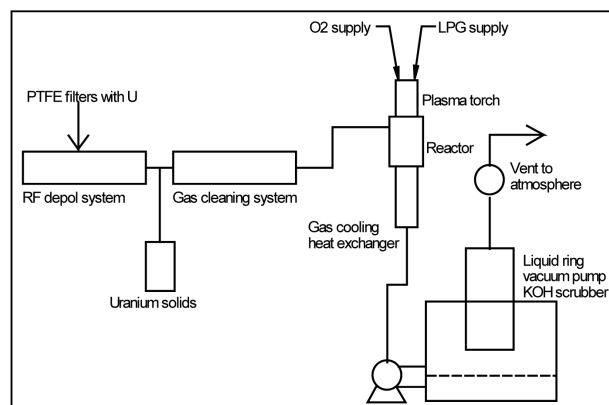 O2 supply
LPG supply
PTFE filters with U
Plasma torch
Reactor
RF depol system
Gas cleaning system
Vent to
atmosphere
Gas cooling
heat exchanger
Liquid ring
vacuum pump
KOH scrubber
Uranium solids